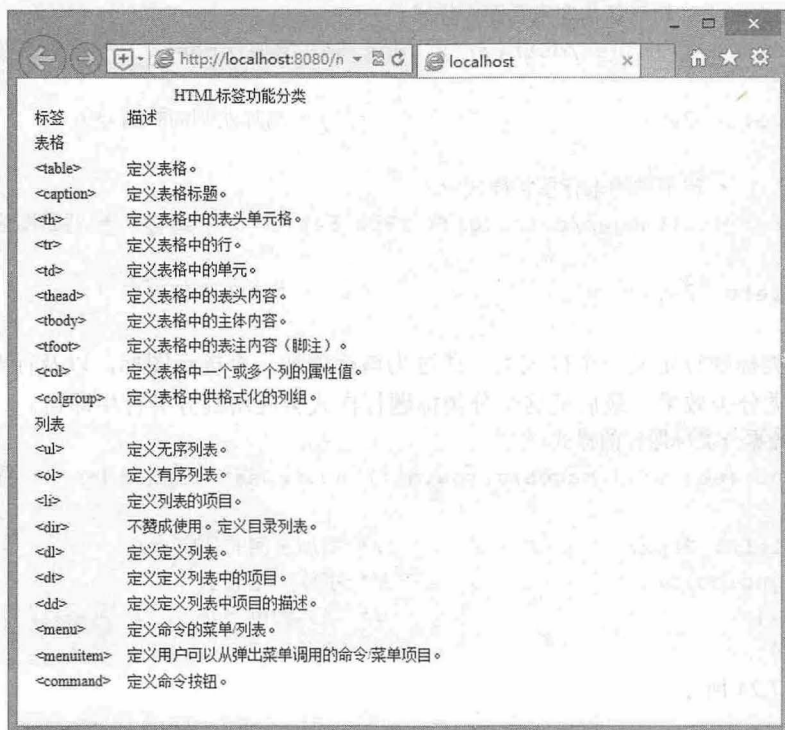 http://localhost:8080/n
localhost
HTML标签功能分类
标签 描述
表格
<table> 定义表格。
<caption> 定义表格标题。
<th> 定义表格中的表头单元格。
<tr> 定义表格中的行。
<td> 定义表格中的单元。
<thead> 定义表格中的表头内容。
<tbody> 定义表格中的主体内容。
<tfoot> 定义表格中的表注内容（脚注）。
<col> 定义表格中一个或多个列的属性值。
<colgroup> 定义表格中供格式化的列组。
列表
<ul> 定义无序列表。
<ol> 定义有序列表。
<li> 定义列表的项目。
<dir> 不赞成使用。定义目录列表。
<dl> 定义定义列表。
<dt> 定义定义列表中的项目。
<dd> 定义定义列表中项目的描述。
<menu> 定义命令的菜单/列表。
<menuitem> 定义用户可以从弹出菜单调用的命令/菜单项目。
<command> 定义命令按钮。